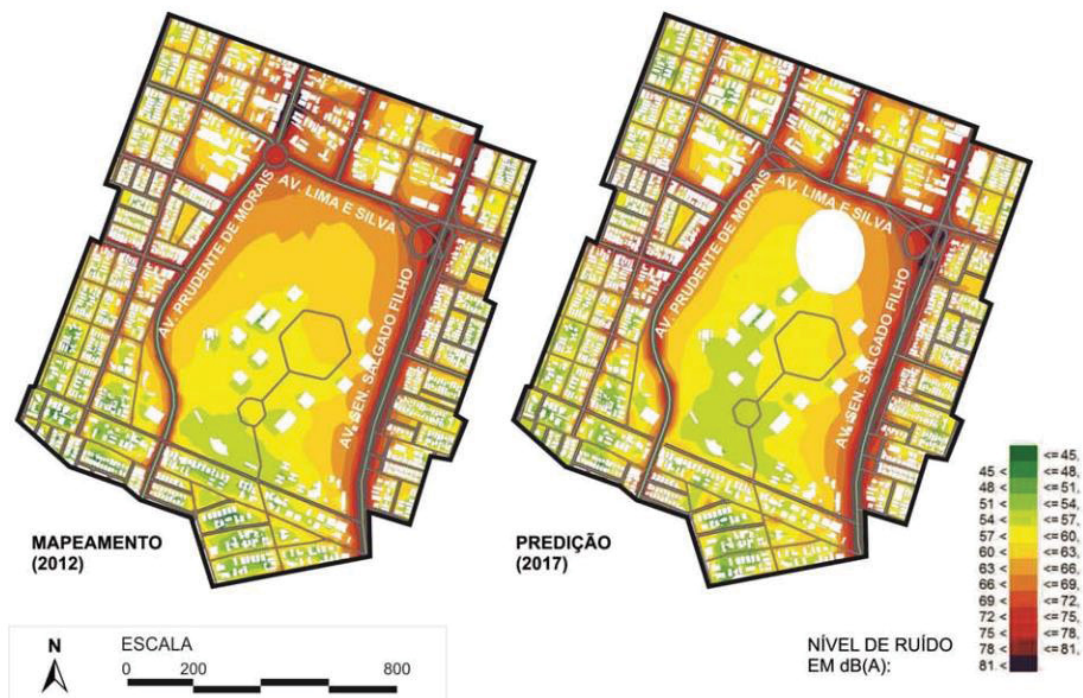 AV. PRUDENTE DE MORAIS
AV. LIMA E SILVA
AV. SEN. SALGADO FILHO
MAPEAMENTO
(2012)
AV. PRUDENTE DE MORAIS
AV. LIMA E SILVA
AV. SEN. SALGADO FILHO
PREDIÇÃO
(2017)
N
ESCALA
0 200 400 800
NÍVEL DE RUÍDO
EM dB(A):
<= 45,
45 < <= 48,
48 < <= 51,
51 < <= 54,
54 < <= 57,
57 < <= 60,
60 < <= 63,
63 < <= 66,
66 < <= 69,
69 < <= 72,
72 < <= 75,
75 < <= 78,
78 < <= 81,
81 <